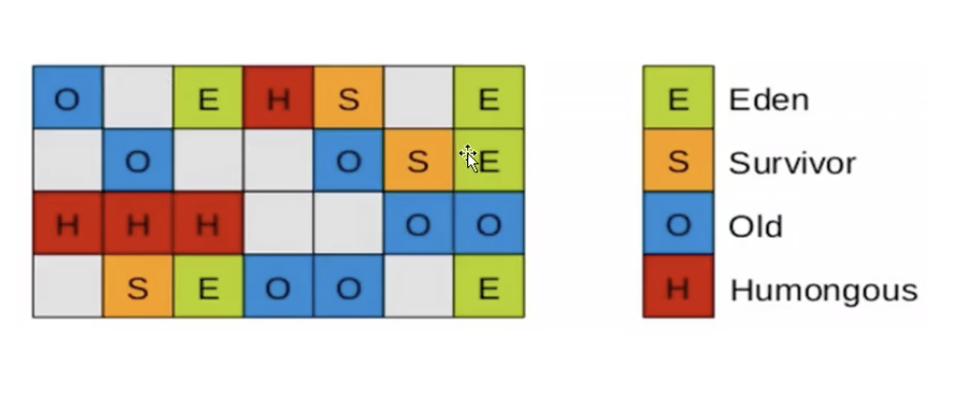 O E H S E
O O S E
H H H O O
S E O O E
E Eden
S Survivor
O Old
H Humongous